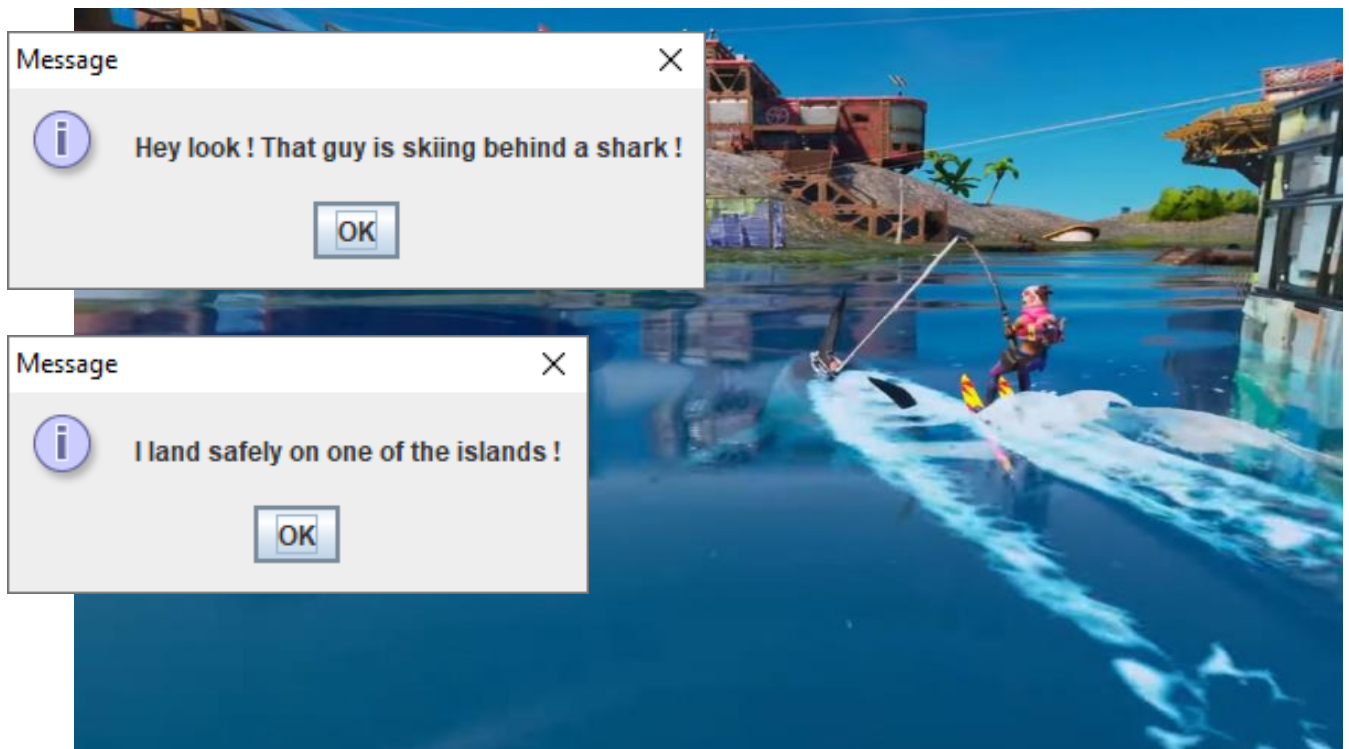 Message
Hey look ! That guy is skiing behind a shark !
OK
Message
I land safely on one of the islands !
OK